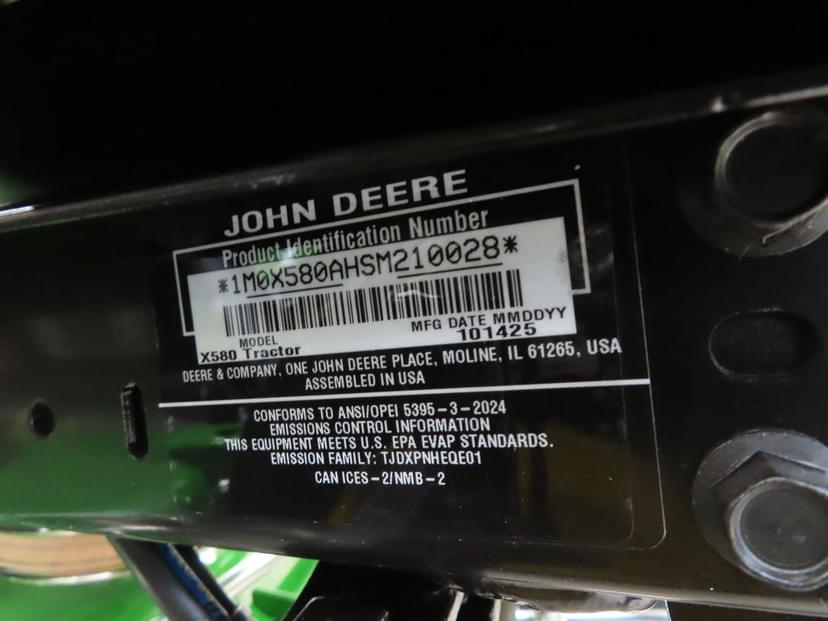 JOHN DEERE
Product Identification Number
*1M0X580AHSM210028*
MODEL
MFG DATE MMDDYY
X580 Tractor
101425
DEERE & COMPANY, ONE JOHN DEERE PLACE, MOLINE, IL 61265, USA
ASSEMBLED IN USA
CONFORMS TO ANSI/OPEI 5395-3-2024
EMISSIONS CONTROL INFORMATION
THIS EQUIPMENT MEETS U.S. EPA EVAP STANDARDS.
EMISSION FAMILY: TJDXPNHEQE01
CAN ICES-2/NMB-2